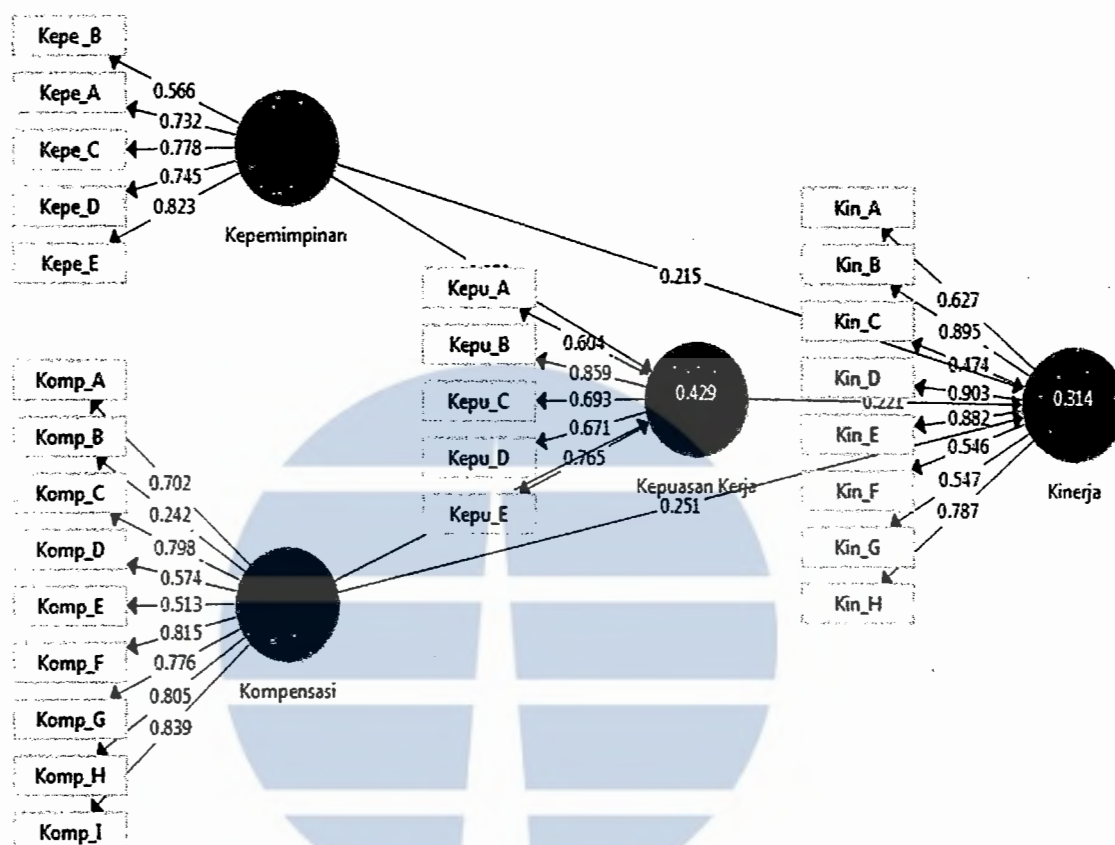 Kepe_B
Kepe_A
Kepe_C
Kepe_D
Kepe_E
0.566
0.732
0.778
0.745
0.823
Kepemimpinan
0.215
Kepu_A
Kepu_B
Kepu_C
Kepu_D
Kepu_E
0.604
0.859
0.693
0.671
0.765
0.429
Kepuasan Kerja
0.221
0.251
Kin_A
Kin_B
Kin_C
Kin_D
Kin_E
Kin_F
Kin_G
Kin_H
0.627
0.895
0.474
0.903
0.882
0.546
0.547
0.787
0.314
Kinerja
Komp_A
Komp_B
Komp_C
Komp_D
Komp_E
Komp_F
Komp_G
Komp_H
Komp_I
0.702
0.242
0.798
0.574
0.513
0.815
0.776
0.805
0.839
Kompensasi